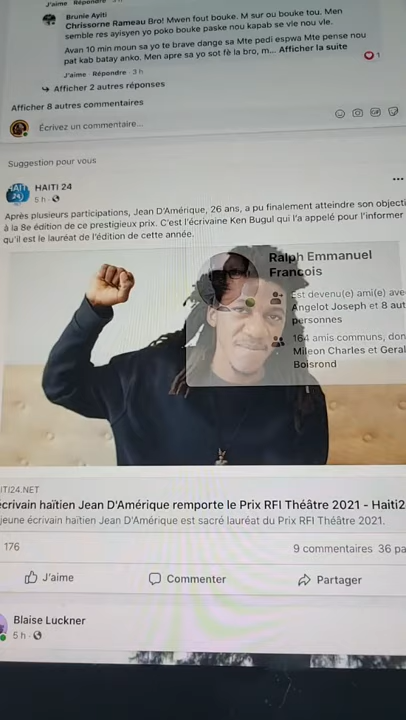 J'aime Répondre 3 h
Brunie Ayiti
Chrissorne Rameau Bro! Mwen fout bouke. M sur ou bouke tou. Men
semble res ayisyen yo poko bouke paske nou kapab se vle nou vle.
Avan 10 min moun sa yo te brave dange sa Mte pedi espwa Mte pense nou
pat kab batay anko. Men apre sa yo sot fè la bro, m... Afficher la suite
1
J'aime · Répondre · 3 h
Afficher 2 autres réponses
Afficher 8 autres commentaires
Écrivez un commentaire...
Suggestion pour vous
HAITI 24
5 h ·
Après plusieurs participations, Jean D'Amérique, 26 ans, a pu finalement atteindre son objecti
à la 8e édition de ce prestigieux prix. C'est l'écrivaine Ken Bugul qui l'a appelé pour l'informer
qu'il est le lauréat de l'édition de cette année.
Ralph Emmanuel
Francois
Est devenu(e) ami(e) ave
Angelot Joseph et 8 aut
personnes
164 amis communs, don
Mileon Charles et Geral
Boisrond
ITI24.NET
écrivain haïtien Jean D'Amérique remporte le Prix RFI Théâtre 2021 - Haiti2
jeune écrivain haïtien Jean D'Amérique est sacré lauréat du Prix RFI Théâtre 2021.
176
9 commentaires 36 pa
J'aime
Commenter
Partager
Blaise Luckner
5 h ·